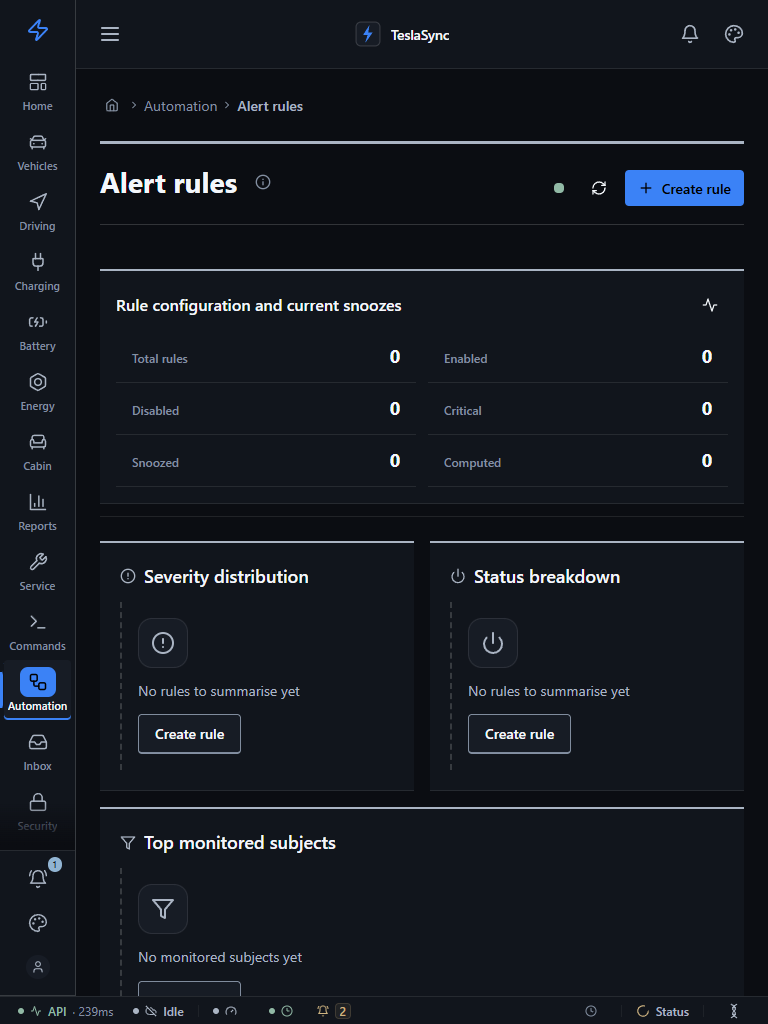 TeslaSync
Home
Vehicles
Driving
Charging
Battery
Energy
Cabin
Reports
Service
Commands
Automation
Inbox
Security
1
Automation
Alert rules
Alert rules
Create rule
Rule configuration and current snoozes
Total rules 0
Enabled 0
Disabled 0
Critical 0
Snoozed 0
Computed 0
Severity distribution
No rules to summarise yet
Create rule
Status breakdown
No rules to summarise yet
Create rule
Top monitored subjects
No monitored subjects yet
API · 239ms
Idle
2
Status